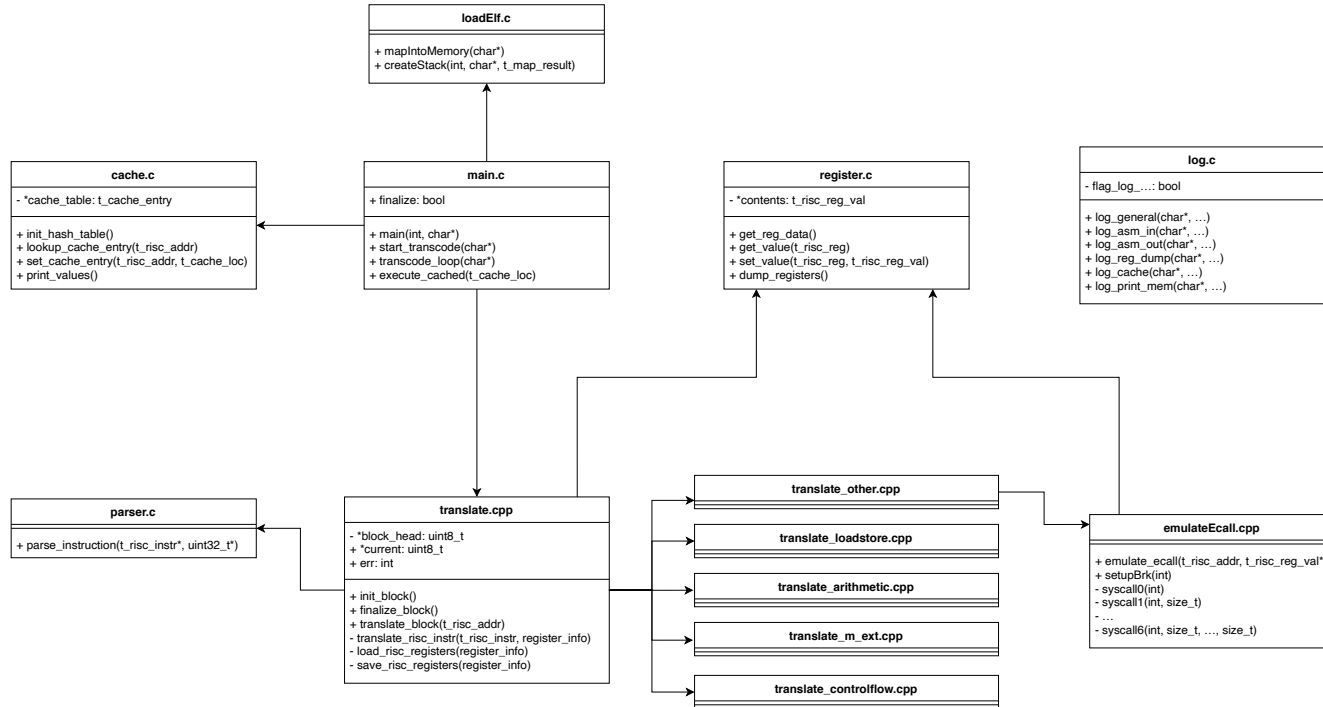 loadElf.c
+ mapIntoMemory(char*)
+ createStack(int, char*, t_map_result)
cache.c
- *cache_table: t_cache_entry
+ init_hash_table()
+ lookup_cache_entry(t_risc_addr)
+ set_cache_entry(t_risc_addr, t_cache_loc)
+ print_values()
main.c
+ finalize: bool
+ main(int, char*)
+ start_transcode(char*)
+ transcode_loop(char*)
+ execute_cached(t_cache_loc)
register.c
- *contents: t_risc_reg_val
+ get_reg_data()
+ get_value(t_risc_reg)
+ set_value(t_risc_reg, t_risc_reg_val)
+ dump_registers()
log.c
- flag_log_…: bool
+ log_general(char*, …)
+ log_asm_in(char*, …)
+ log_asm_out(char*, …)
+ log_reg_dump(char*, …)
+ log_cache(char*, …)
+ log_print_mem(char*, …)
parser.c
+ parse_instruction(t_risc_instr*, uint32_t*)
translate.cpp
- *block_head: uint8_t
+ *current: uint8_t
+ err: int
+ init_block()
+ finalize_block()
+ translate_block(t_risc_addr)
- translate_risc_instr(t_risc_instr, register_info)
- load_risc_registers(register_info)
- save_risc_registers(register_info)
translate_other.cpp
translate_loadstore.cpp
translate_arithmetic.cpp
translate_m_ext.cpp
translate_controlflow.cpp
emulateEcall.cpp
+ emulate_ecall(t_risc_addr, t_risc_reg_val*
+ setupBrk(int)
- syscall0(int)
- syscall1(int, size_t)
- …
- syscall6(int, size_t, …, size_t)